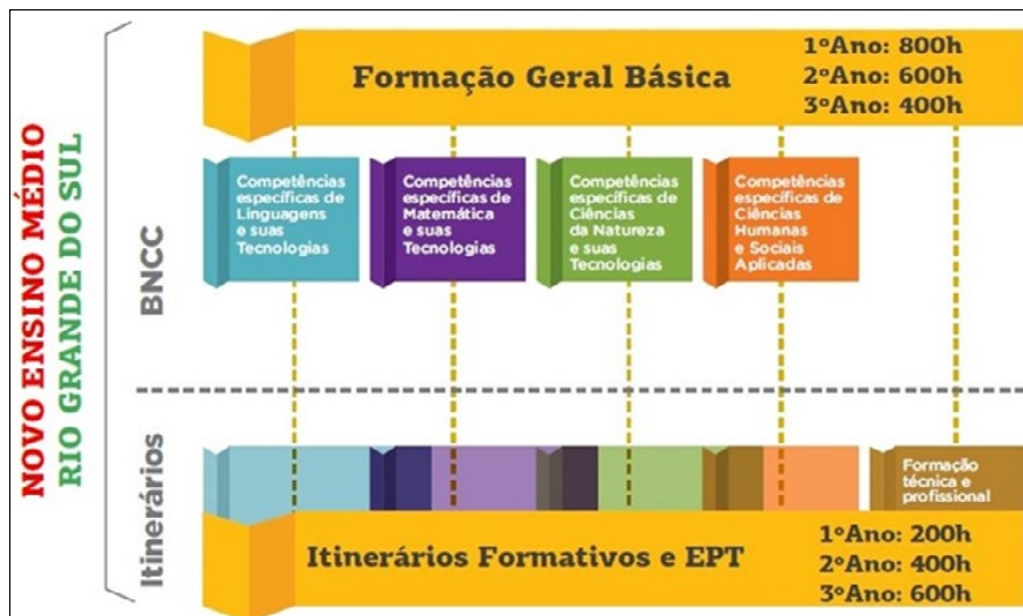 NOVO ENSINO MÉDIO
RIO GRANDE DO SUL
BNCC
Formação Geral Básica
1ºAno: 800h
2ºAno: 600h
3ºAno: 400h
Competências
específicas de
Linguagens
e suas
Tecnologias
Competências
específicas de
Matemática
e suas
Tecnologias
Competências
específicas de
Ciências
da Natureza
e suas
Tecnologias
Competências
específicas de
Ciências
Humanas
e Sociais
Aplicadas
Itinerários
Formação
técnica e
profissional
Itinerários Formativos e EPT
1ºAno: 200h
2ºAno: 400h
3ºAno: 600h